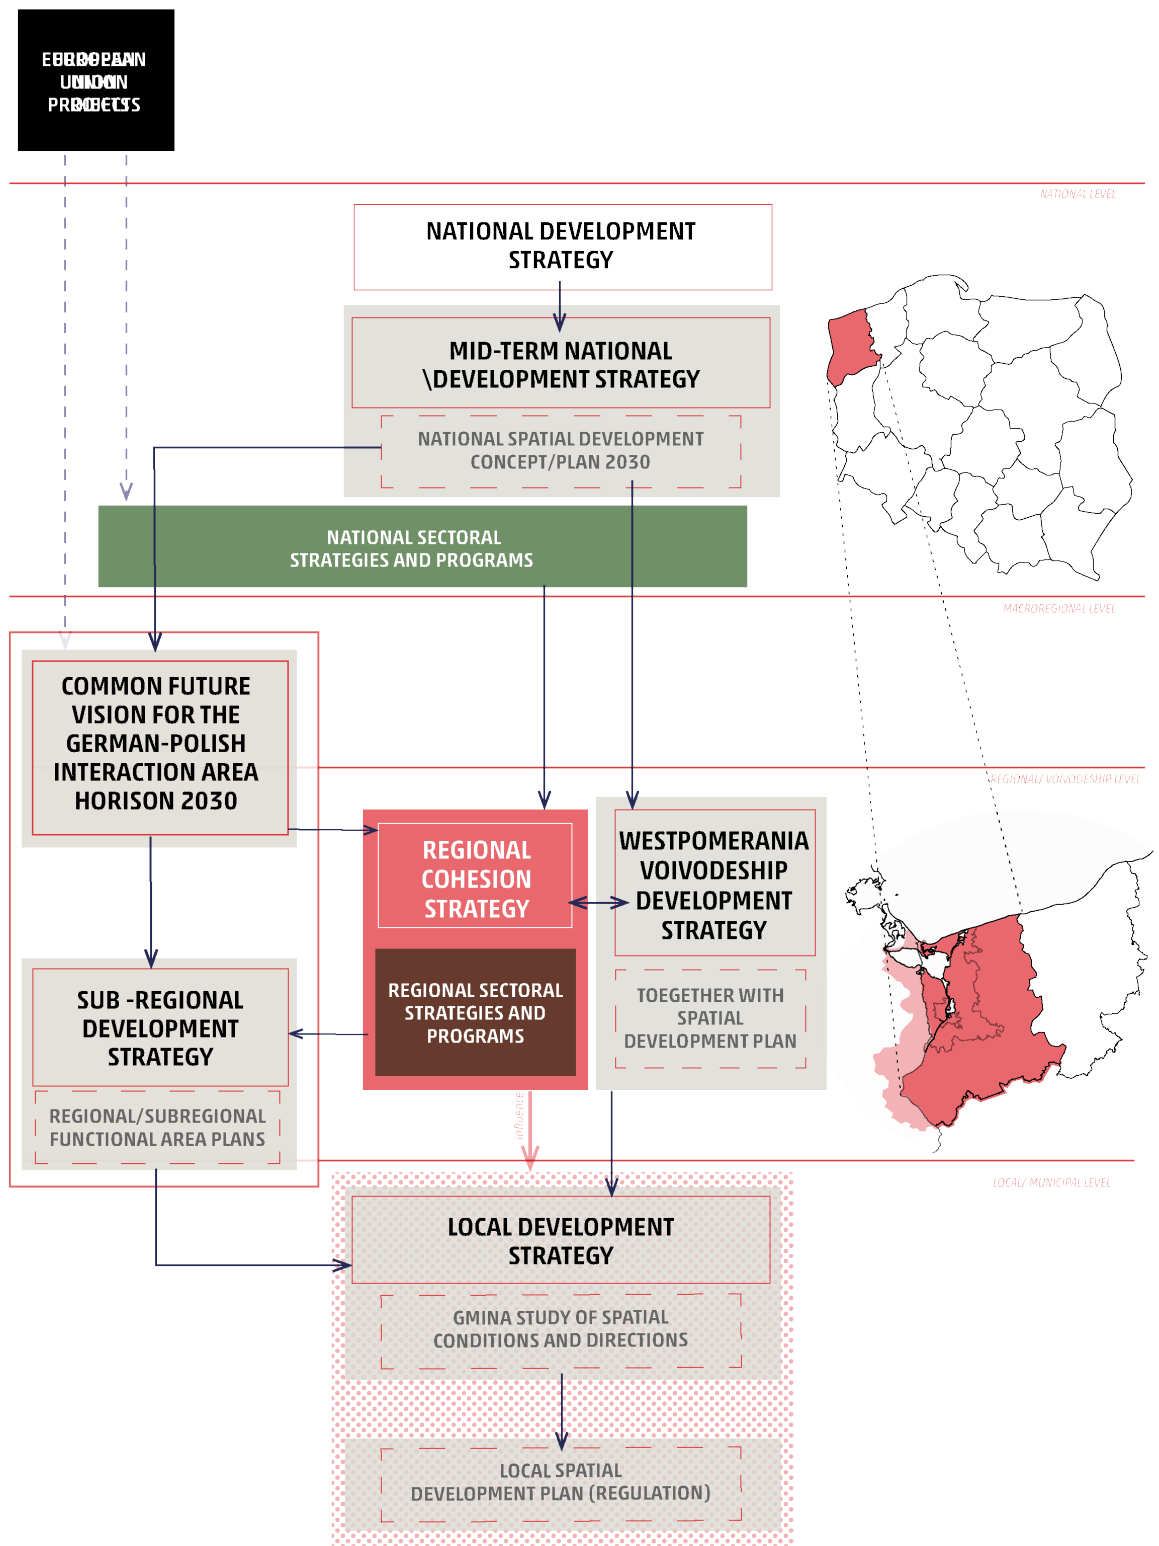 EUROPEAN
UNION
PROJECTS
NATIONAL LEVEL
NATIONAL DEVELOPMENT
STRATEGY
MID-TERM NATIONAL
\DEVELOPMENT STRATEGY
NATIONAL SPATIAL DEVELOPMENT
CONCEPT/PLAN 2030
NATIONAL SECTORAL
STRATEGIES AND PROGRAMS
MACROREGIONAL LEVEL
COMMON FUTURE
VISION FOR THE
GERMAN-POLISH
INTERACTION AREA
HORISON 2030
REGIONAL/ VOIVODESHIP LEVEL
REGIONAL
COHESION
STRATEGY
WESTPOMERANIA
VOIVODESHIP
DEVELOPMENT
STRATEGY
REGIONAL SECTORAL
STRATEGIES AND
PROGRAMS
TOEGETHER WITH
SPATIAL
DEVELOPMENT PLAN
SUB -REGIONAL
DEVELOPMENT
STRATEGY
REGIONAL/SUBREGIONAL
FUNCTIONAL AREA PLANS
influence
LOCAL/ MUNICIPAL LEVEL
LOCAL DEVELOPMENT
STRATEGY
GMINA STUDY OF SPATIAL
CONDITIONS AND DIRECTIONS
LOCAL SPATIAL
DEVELOPMENT PLAN (REGULATION)